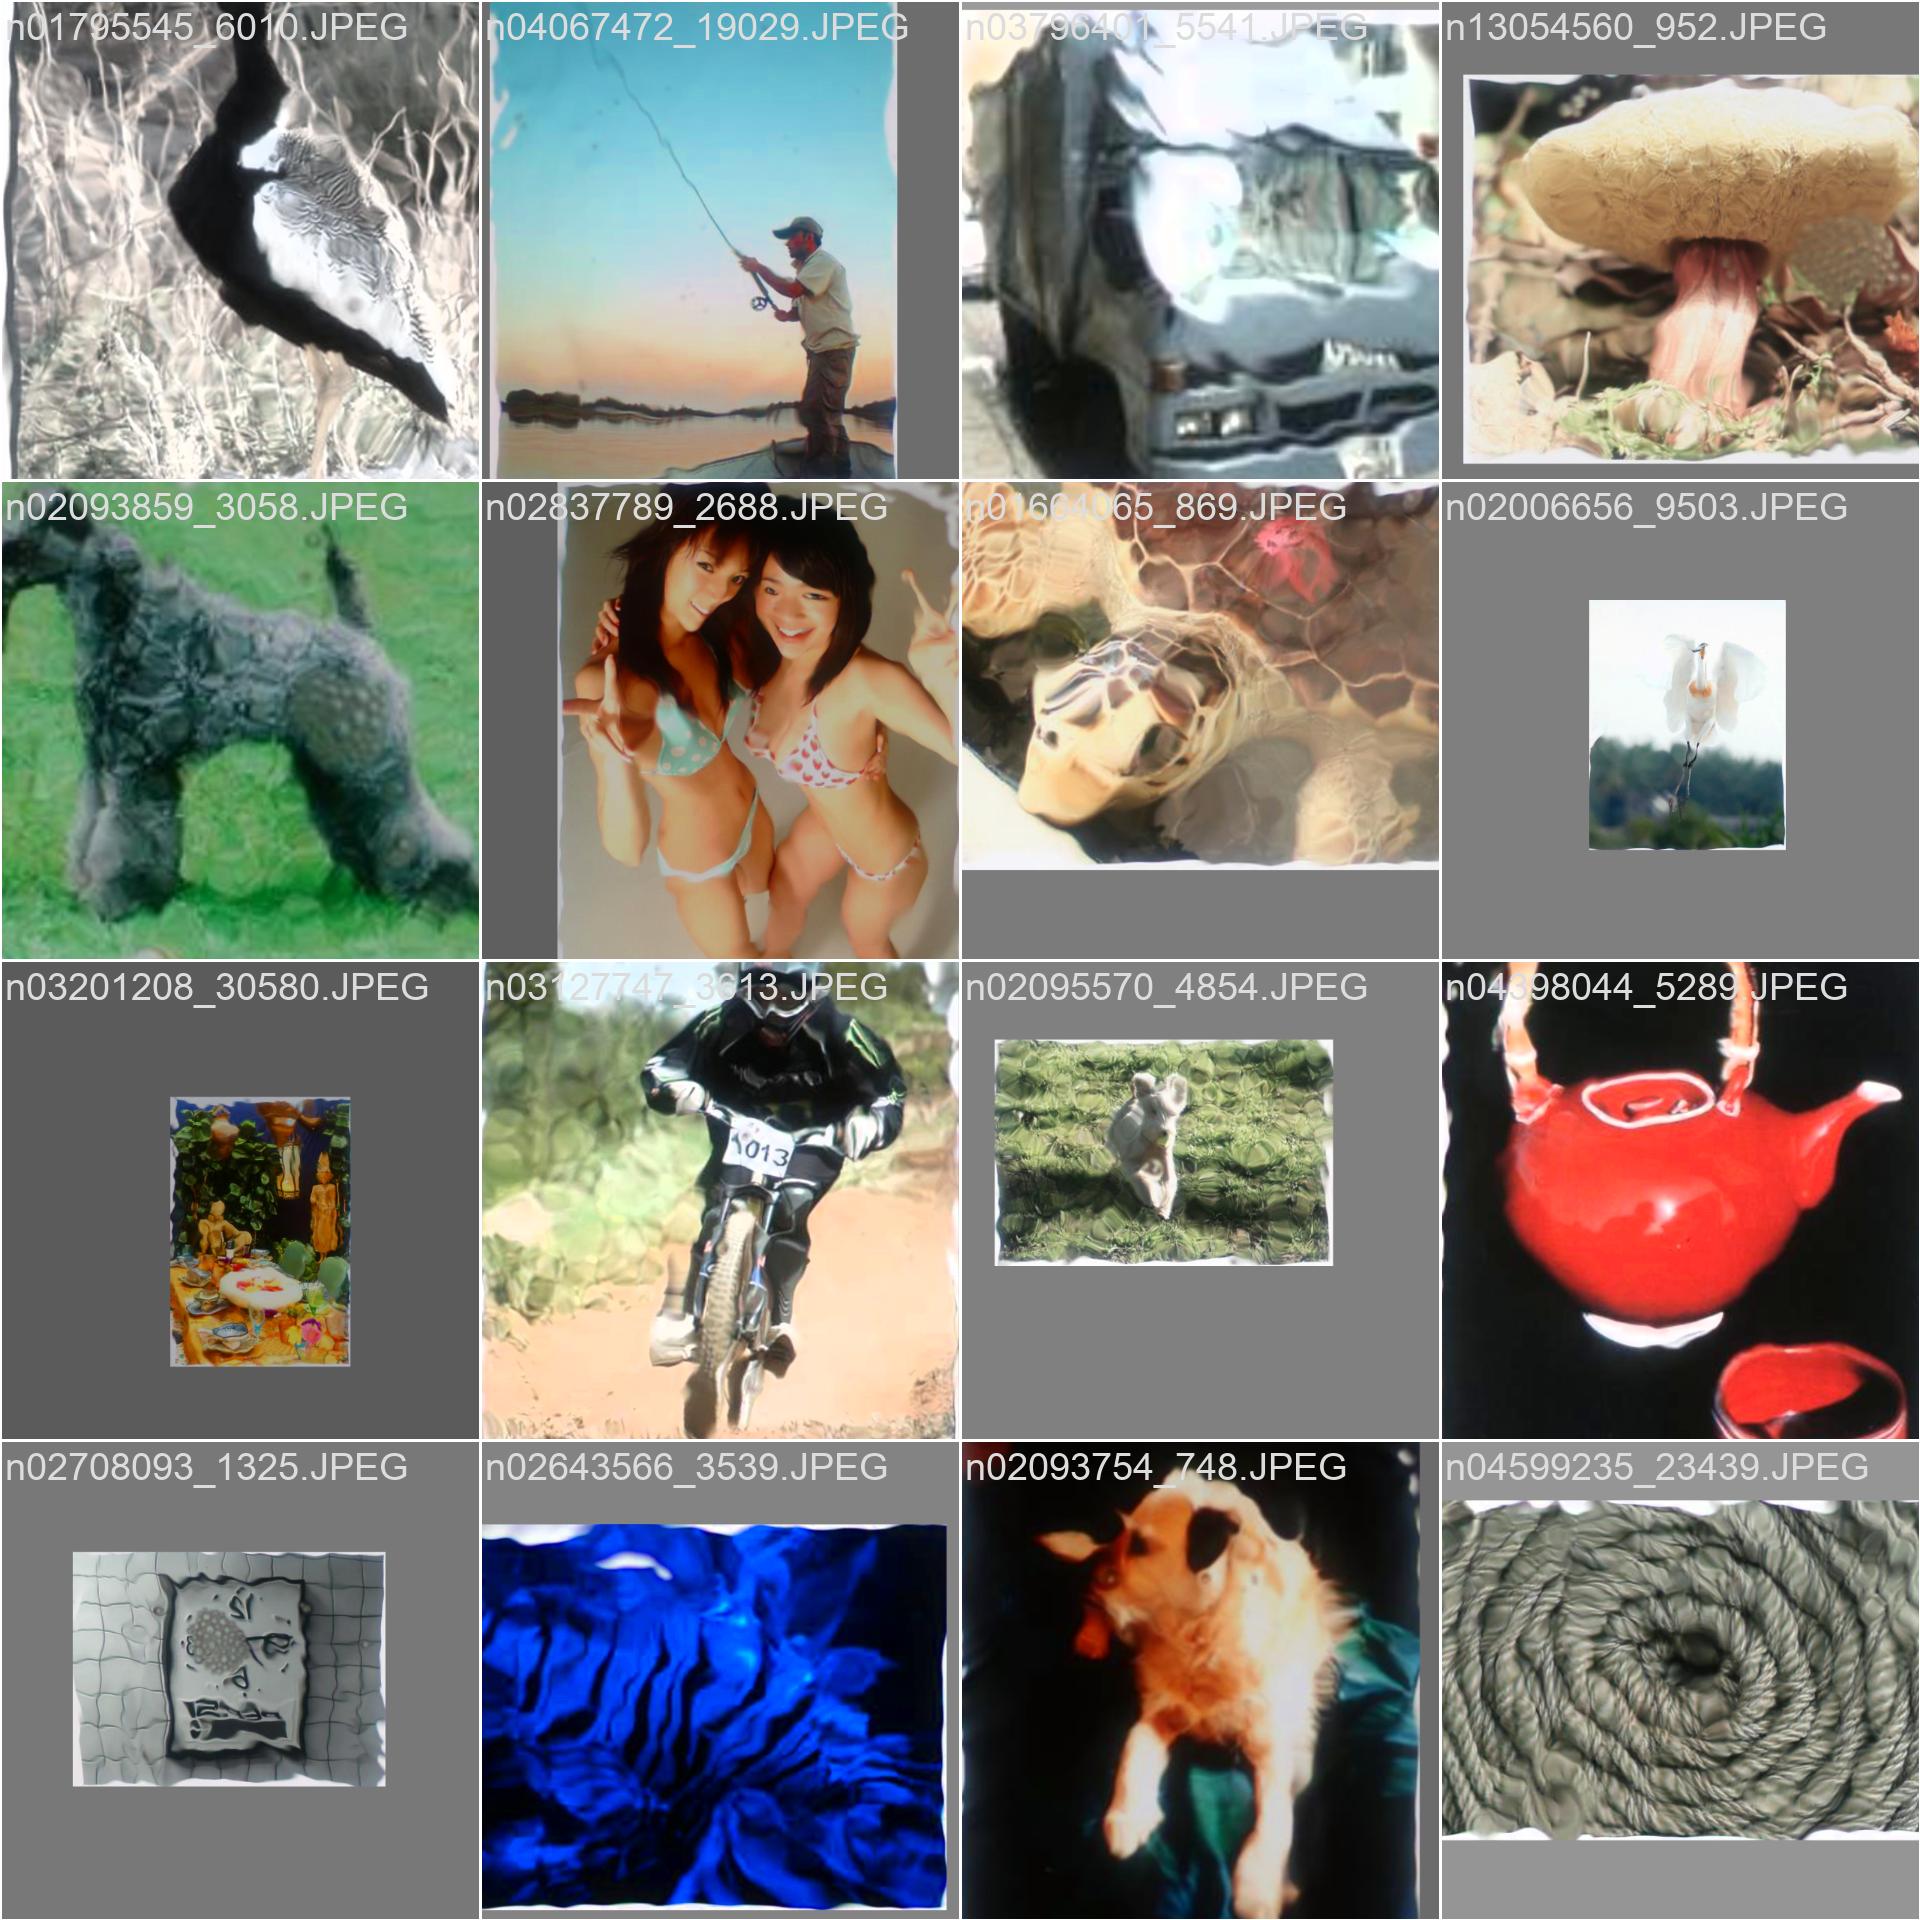 n01795545_6010.JPEG
n04067472_19029.JPEG
n03796401_5541.JPEG
n13054560_952.JPEG
n02093859_3058.JPEG
n02837789_2688.JPEG
n01664065_869.JPEG
n02006656_9503.JPEG
n03201208_30580.JPEG
n03127747_3613.JPEG
n02095570_4854.JPEG
n04398044_5289.JPEG
1013
n02708093_1325.JPEG
n02643566_3539.JPEG
n02093754_748.JPEG
n04599235_23439.JPEG